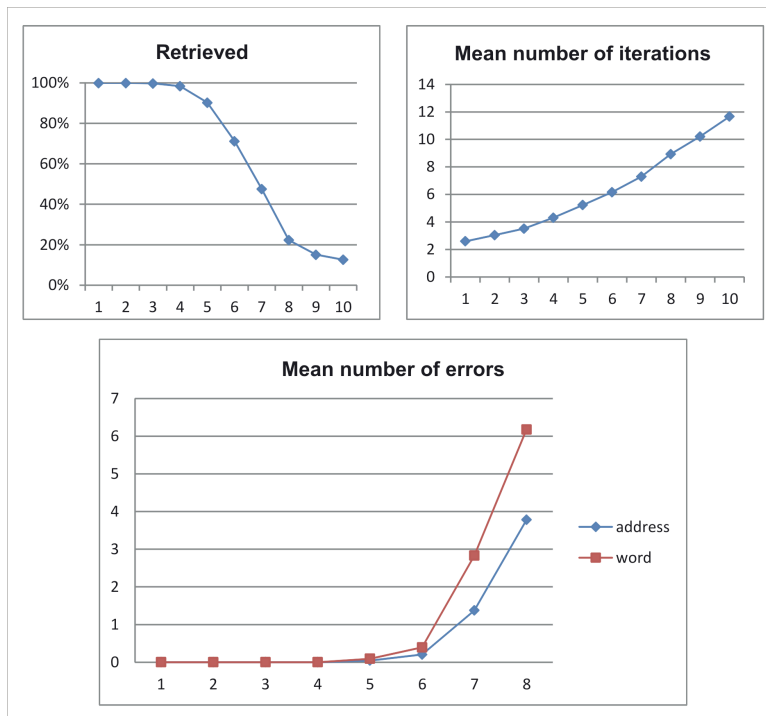 Retrieved
100%
80%
60%
40%
20%
0%
1 2 3 4 5 6 7 8 9 10
Mean number of iterations
14
12
10
8
6
4
2
0
1 2 3 4 5 6 7 8 9 10
Mean number of errors
7
6
5
4
3
2
1
0
1 2 3 4 5 6 7 8
address
word